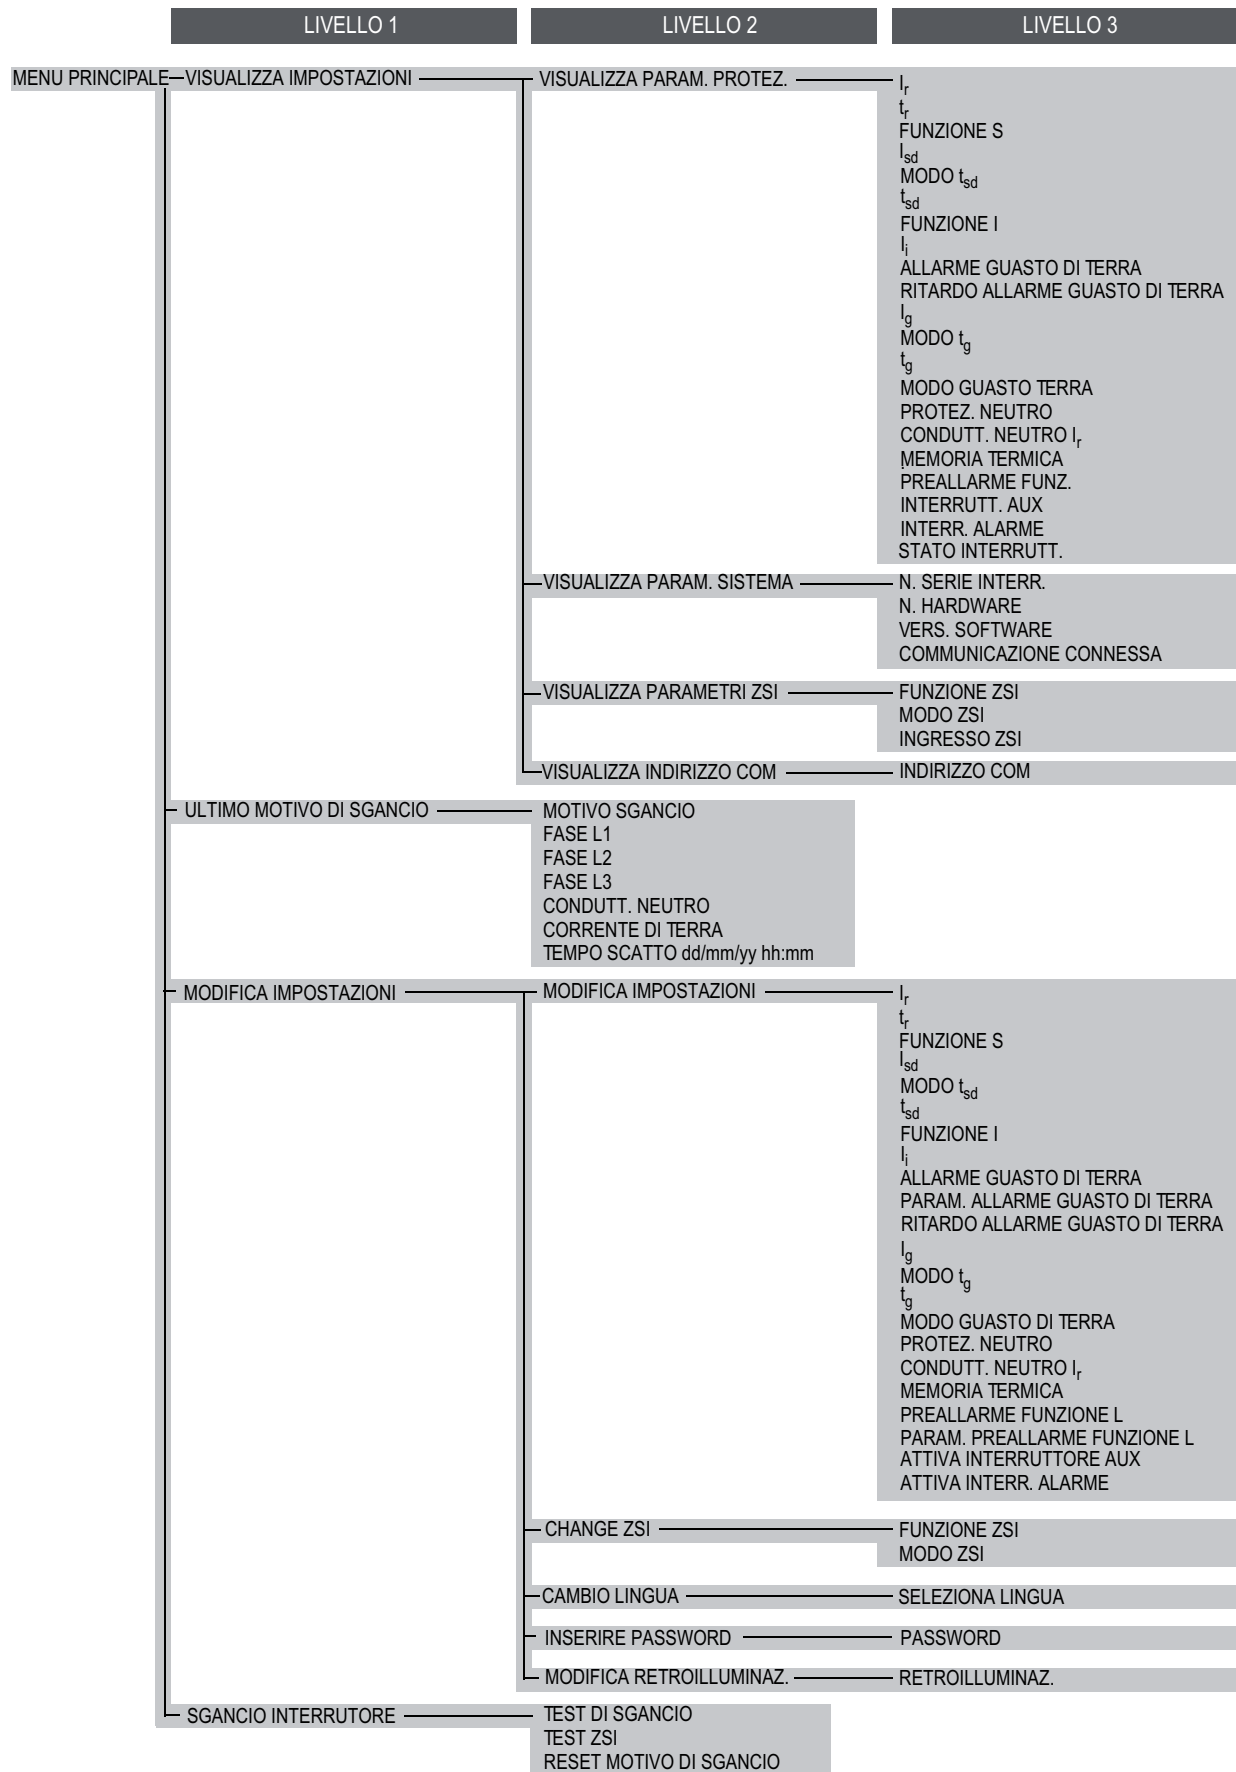 LIVELLO 1 LIVELLO 2 LIVELLO 3
MENU PRINCIPALE VISUALIZZA IMPOSTAZIONI VISUALIZZA PARAM. PROTEZ. Ir
tr
FUNZIONE S
Isd
MODO tsd
tsd
FUNZIONE I
Ii
ALLARME GUASTO DI TERRA
RITARDO ALLARME GUASTO DI TERRA
Ig
MODO tg
tg
MODO GUASTO TERRA
PROTEZ. NEUTRO
CONDUTT. NEUTRO Ir
MEMORIA TERMICA
PREALLARME FUNZ.
INTERRUTT. AUX
INTERR. ALARME
STATO INTERRUTT.
VISUALIZZA PARAM. SISTEMA N. SERIE INTERR.
N. HARDWARE
VERS. SOFTWARE
COMMUNICAZIONE CONNESSA
VISUALIZZA PARAMETRI ZSI FUNZIONE ZSI
MODO ZSI
INGRESSO ZSI
VISUALIZZA INDIRIZZO COM INDIRIZZO COM
ULTIMO MOTIVO DI SGANCIO MOTIVO SGANCIO
FASE L1
FASE L2
FASE L3
CONDUTT. NEUTRO
CORRENTE DI TERRA
TEMPO SCATTO dd/mm/yy hh:mm
MODIFICA IMPOSTAZIONI MODIFICA IMPOSTAZIONI Ir
tr
FUNZIONE S
Isd
MODO tsd
tsd
FUNZIONE I
Ii
ALLARME GUASTO DI TERRA
PARAM. ALLARME GUASTO DI TERRA
RITARDO ALLARME GUASTO DI TERRA
Ig
MODO tg
tg
MODO GUASTO DI TERRA
PROTEZ. NEUTRO
CONDUTT. NEUTRO Ir
MEMORIA TERMICA
PREALLARME FUNZIONE L
PARAM. PREALLARME FUNZIONE L
ATTIVA INTERRUTTORE AUX
ATTIVA INTERR. ALARME
CHANGE ZSI FUNZIONE ZSI
MODO ZSI
CAMBIO LINGUA SELEZIONA LINGUA
INSERIRE PASSWORD PASSWORD
MODIFICA RETROILLUMINAZ. RETROILLUMINAZ.
SGANCIO INTERRUTORE TEST DI SGANCIO
TEST ZSI
RESET MOTIVO DI SGANCIO